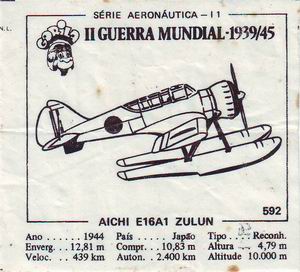 N.L.
SÉRIE AERONÁUTICA - 11
II GUERRA MUNDIAL-1939/45
592
AICHI E16A1 ZULUN
Ano ...... 1944 País ..... Japão Tipo .... Reconh.
Enverg. .. 12,81 m Compr... 10,83 m Altura .... 4,79 m
Veloc. .. 439 km Auton. 2.400 km Altitude 10.000 m